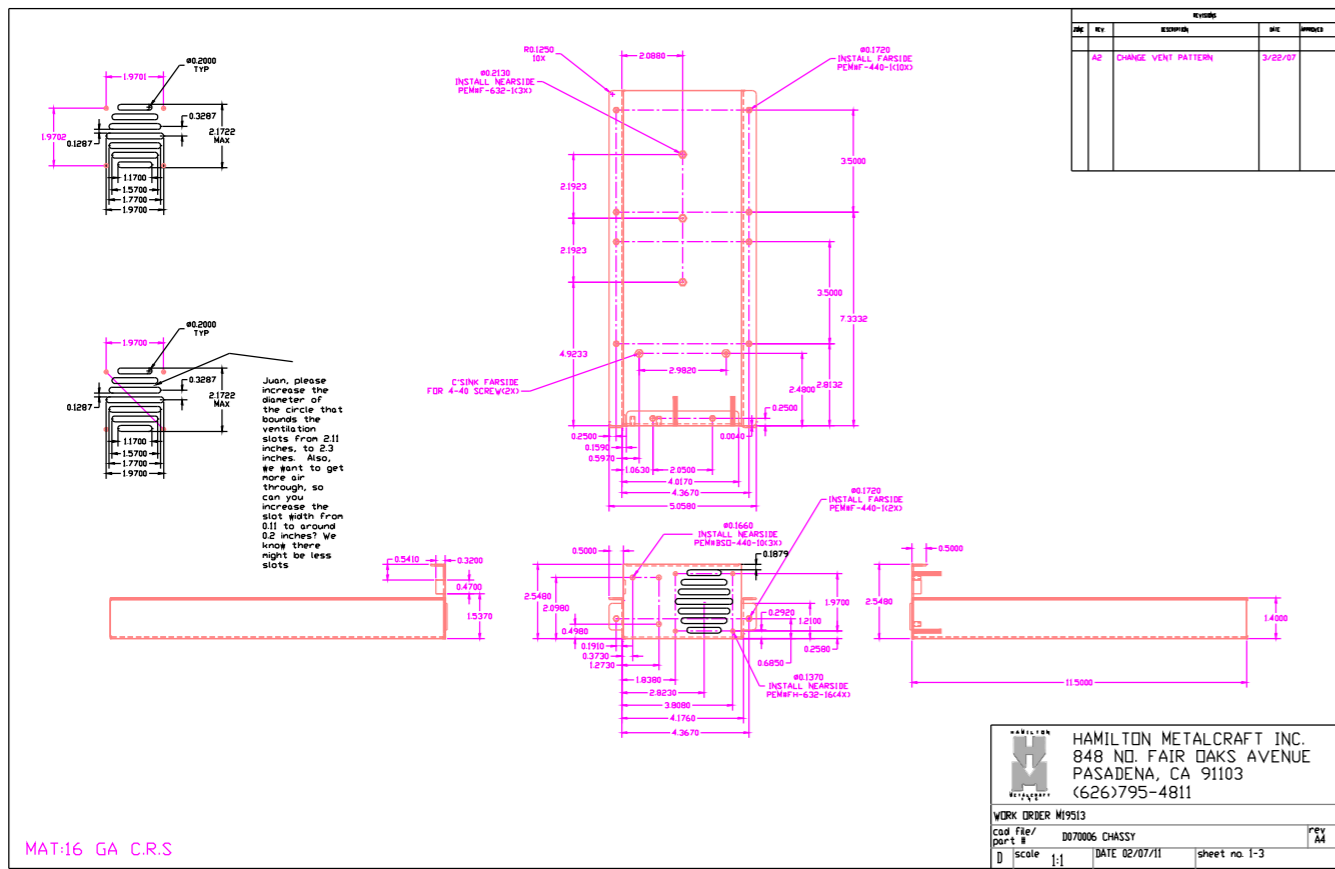 REVISIONS
ZONE REV DESCRIPTION DATE APPROVED
A2 CHANGE VENT PATTERN 3/22/07
ø0.2000
TYP
1.9701
1.9702
0.3287
2.1722
MAX
0.1287
1.1700
1.5700
1.7700
1.9700
ø0.2000
TYP
1.9700
0.3287
2.1722
MAX
0.1287
1.1700
1.5700
1.7700
1.9700
Juan, please
increase the
diameter of
the circle that
bounds the
ventilation
slots from 2.11
inches, to 2.3
inches. Also,
we want to get
more air
through, so
can you
increase the
slot width from
0.11 to around
0.2 inches? We
know there
might be less
slots
R0.1250
10X
2.0880
ø0.1720
INSTALL FARSIDE
PEM#F-440-1(10X)
ø0.2130
INSTALL NEARSIDE
PEM#F-632-1(3X)
3.5000
2.1923
2.1923
3.5000
7.3332
4.9233
C'SINK FARSIDE
FOR 4-40 SCREW(2X)
2.9820
2.4800
2.8132
0.2500
0.2500
0.0040
0.1590
0.5970
1.0630
2.0500
4.0170
4.3670
5.0580
0.5410
0.3200
0.4700
1.5370
ø0.1720
INSTALL FARSIDE
PEM#F-440-1(2X)
ø0.1660
INSTALL NEARSIDE
PEM#BSO-440-10(3X)
0.5000
0.1879
2.5480
2.0980
1.9700
0.2920
1.2100
0.4980
0.2580
0.1910
0.6850
0.3730
1.2730
ø0.1370
INSTALL NEARSIDE
PEM#FH-632-16(4X)
1.8380
2.8230
3.8080
4.1760
4.3670
0.5000
2.5480
1.4000
11.5000
HAMILTON
METALCRAFT
INC
HAMILTON METALCRAFT INC.
848 NO. FAIR OAKS AVENUE
PASADENA, CA 91103
(626)795-4811
WORK ORDER M19513
cad file/
part # D070006 CHASSY
rev
A4
D scale 1:1 DATE 02/07/11 sheet no. 1-3
MAT:16 GA C.R.S